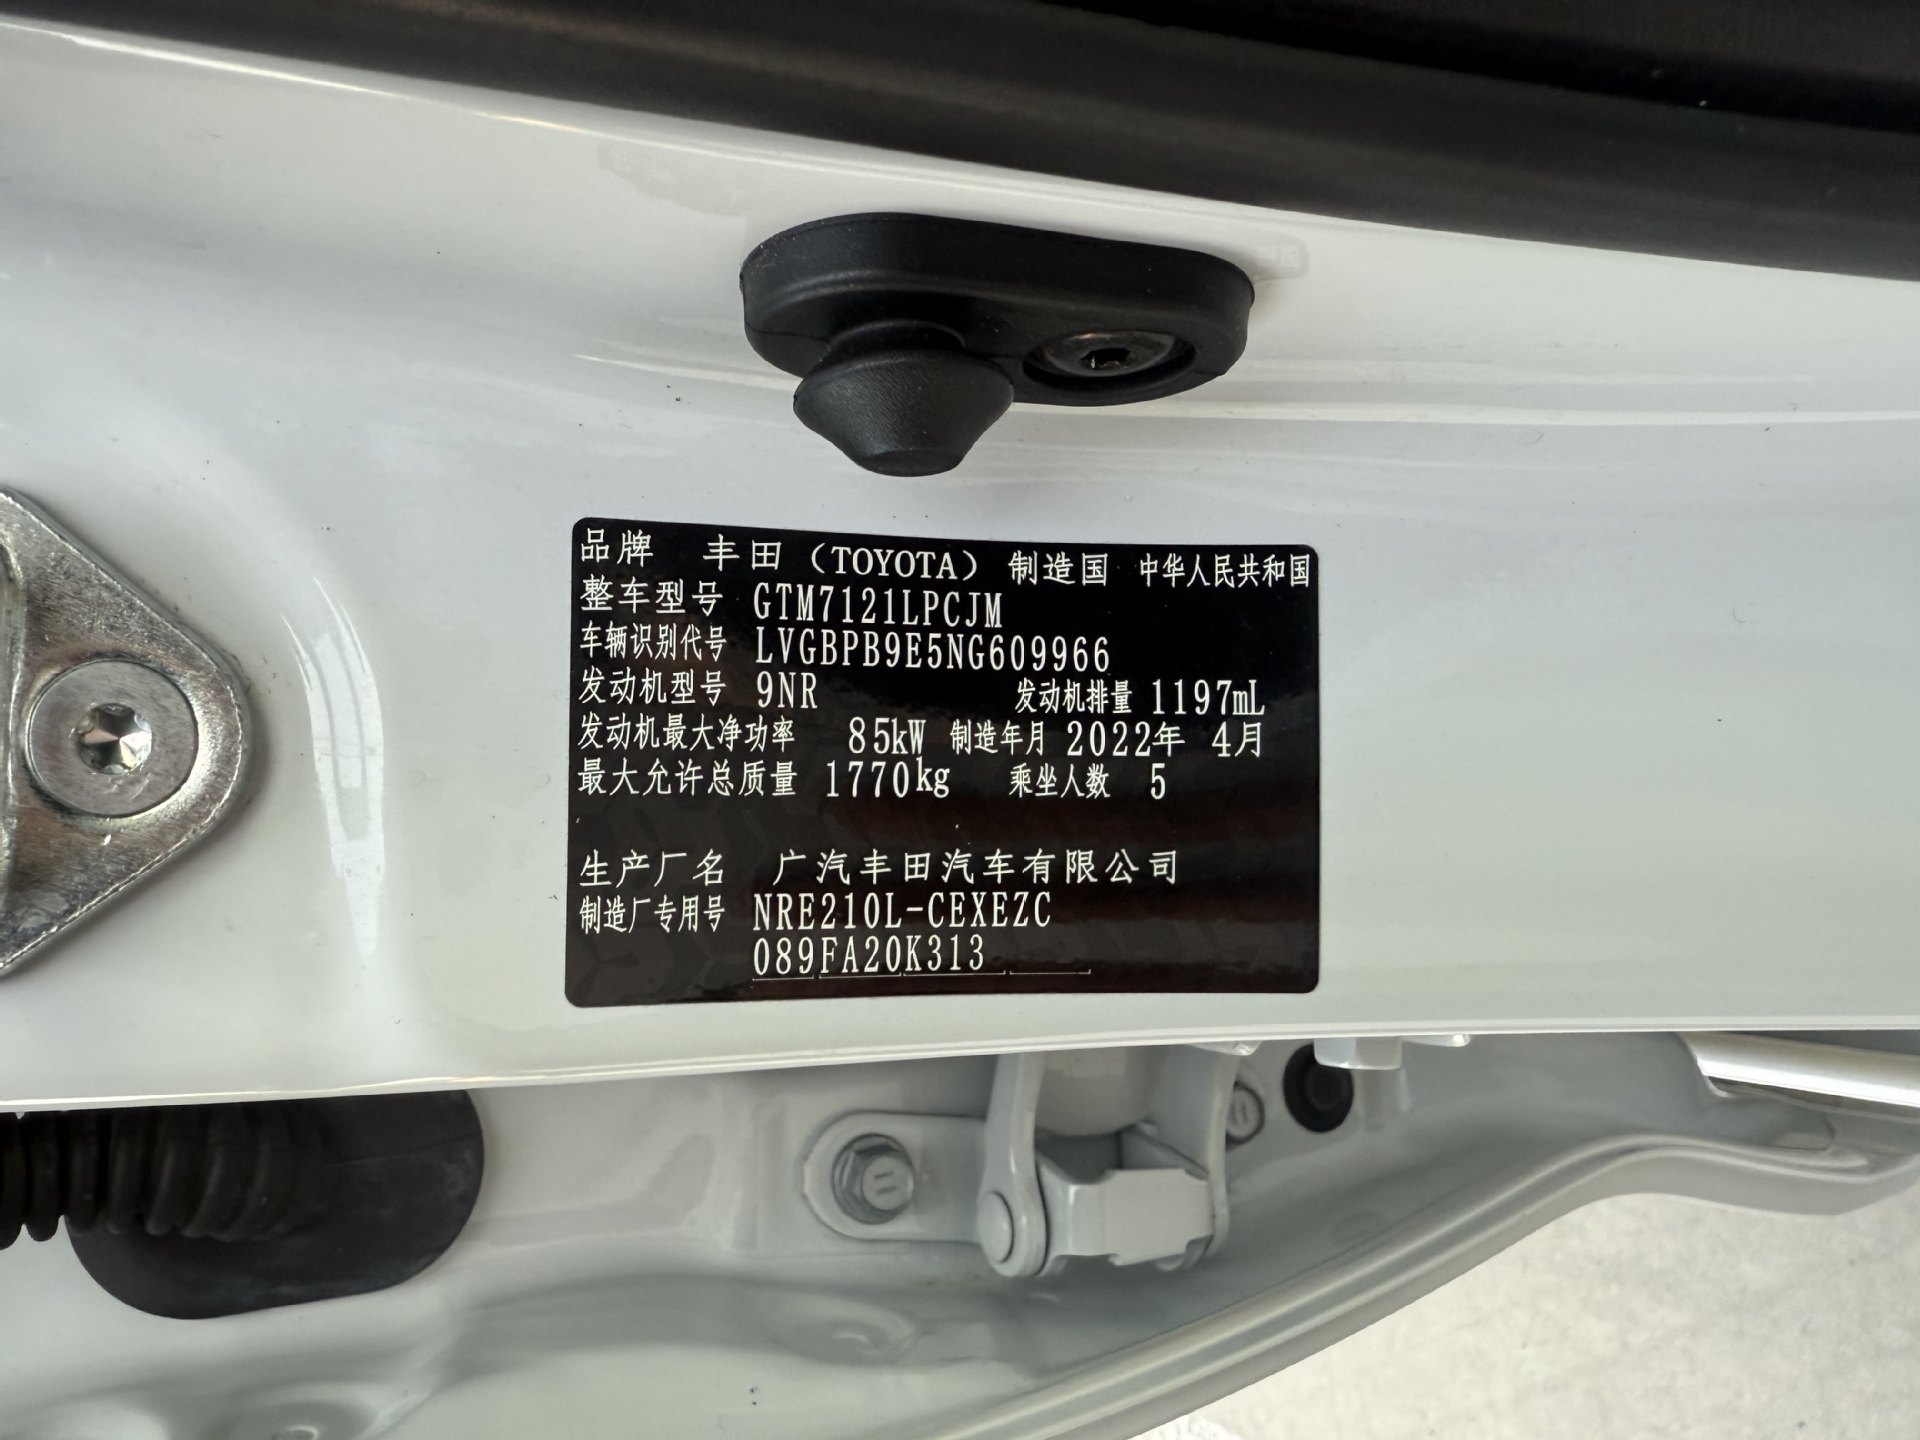 品牌 丰田（TOYOTA） 制造国 中华人民共和国
整车型号 GTM7121LPCJM
车辆识别代号 LVGBPB9E5NG609966
发动机型号 9NR 发动机排量 1197mL
发动机最大净功率 85kW 制造年月 2022年 4月
最大允许总质量 1770kg 乘坐人数 5
生产厂名 广汽丰田汽车有限公司
制造厂专用号 NRE210L-CEXEZC
089FA20K313